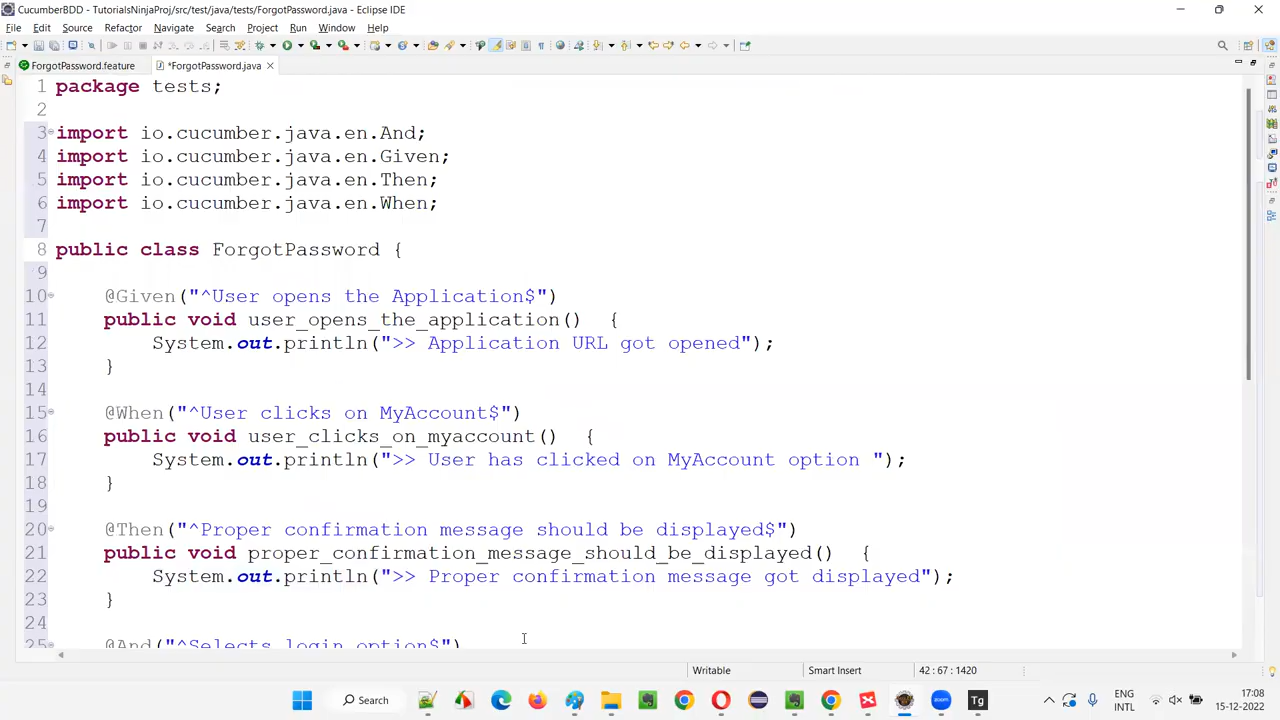 CucumberBDD - TutorialsNinjaProj/src/test/java/tests/ForgotPassword.java - Eclipse IDE
File Edit Source Refactor Navigate Search Project Run Window Help
ForgotPassword.feature *ForgotPassword.java
1 package tests;
2
3 import io.cucumber.java.en.And;
4 import io.cucumber.java.en.Given;
5 import io.cucumber.java.en.Then;
6 import io.cucumber.java.en.When;
7
8 public class ForgotPassword {
9
10 @Given("^User opens the Application$")
11 public void user_opens_the_application() {
12 System.out.println(">> Application URL got opened");
13 }
14
15 @When("^User clicks on MyAccount$")
16 public void user_clicks_on_myaccount() {
17 System.out.println(">> User has clicked on MyAccount option ");
18 }
19
20 @Then("^Proper confirmation message should be displayed$")
21 public void proper_confirmation_message_should_be_displayed() {
22 System.out.println(">> Proper confirmation message got displayed");
23 }
24
25 @And("^Selects login option$")
Writable Smart Insert 42 : 67 : 1420
Search Tg zoom ENG INTL 17:08 15-12-2022